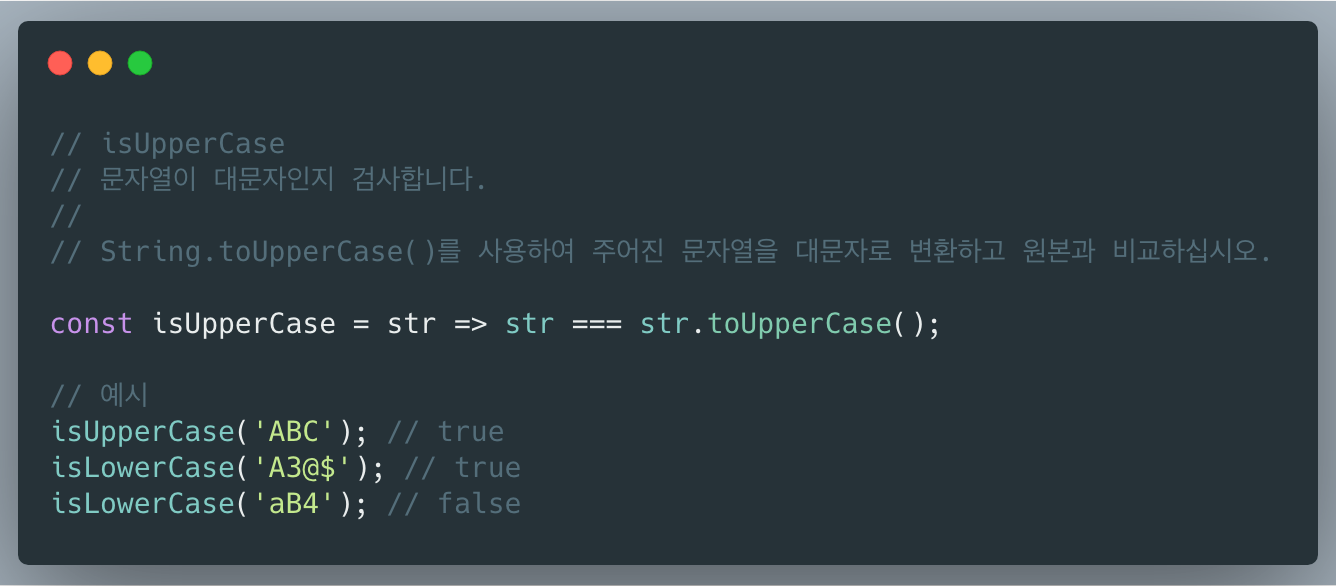 // isUpperCase
// 문자열이 대문자인지 검사합니다.
//
// String.toUpperCase()를 사용하여 주어진 문자열을 대문자로 변환하고 원본과 비교하십시오.
const isUpperCase = str => str === str.toUpperCase();
// 예시
isUpperCase('ABC'); // true
isLowerCase('A3@$'); // true
isLowerCase('aB4'); // false